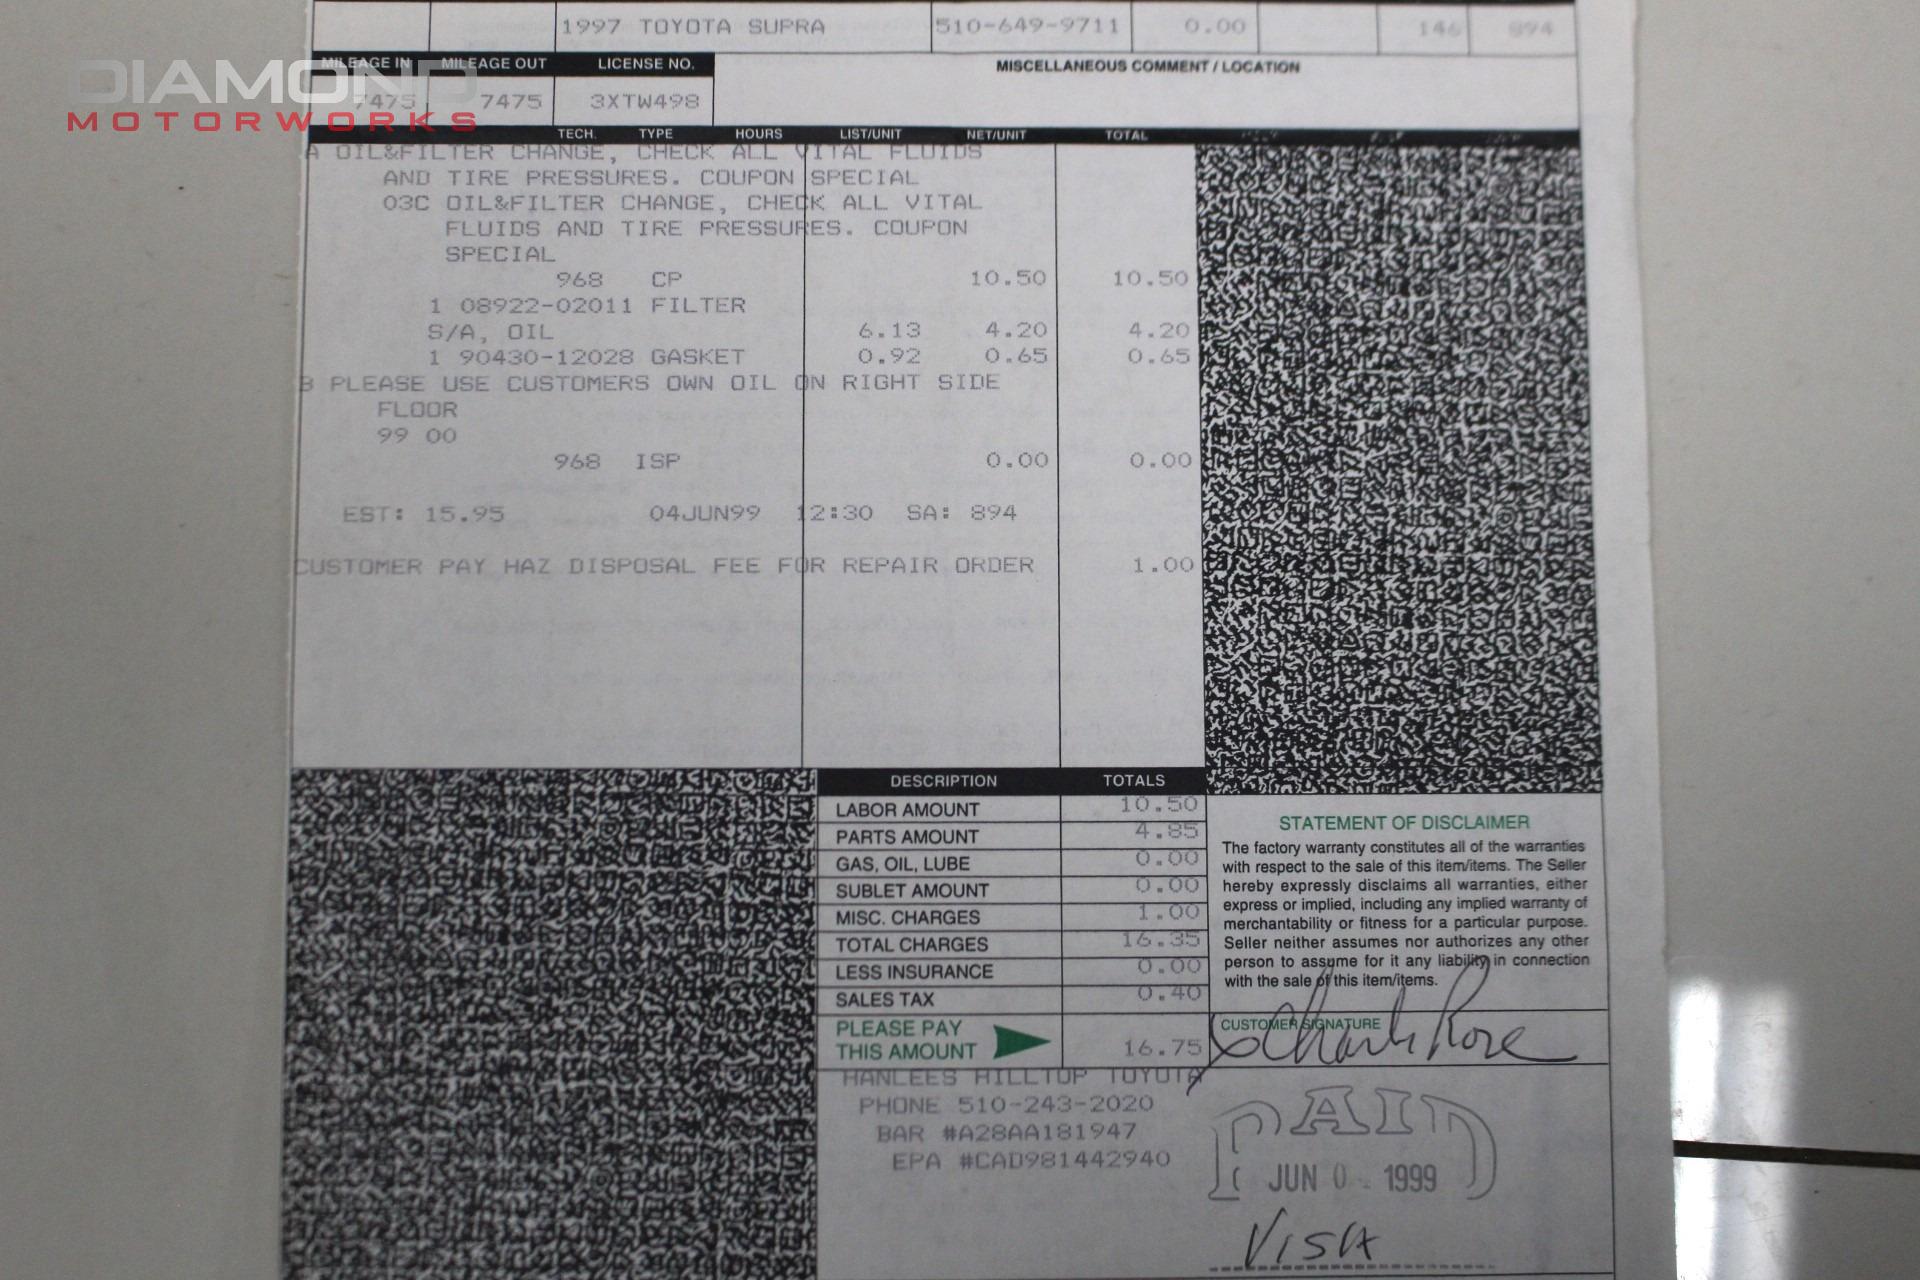 1997 TOYOTA SUPRA 510-649-9711 0.00 146 894
MILEAGE IN MILEAGE OUT LICENSE NO. MISCELLANEOUS COMMENT / LOCATION
DIAMOND
MOTORWORKS
7475 7475 3XTW498
TECH. TYPE HOURS LIST/UNIT NET/UNIT TOTAL
A OIL&FILTER CHANGE, CHECK ALL VITAL FLUIDS
AND TIRE PRESSURES. COUPON SPECIAL
03C OIL&FILTER CHANGE, CHECK ALL VITAL
FLUIDS AND TIRE PRESSURES. COUPON
SPECIAL
968 CP 10.50 10.50
1 08922-02011 FILTER
S/A, OIL 6.13 4.20 4.20
1 90430-12028 GASKET 0.92 0.65 0.65
B PLEASE USE CUSTOMERS OWN OIL ON RIGHT SIDE
FLOOR
99 00
968 ISP 0.00 0.00
EST: 15.95 04JUN99 12:30 SA: 894
CUSTOMER PAY HAZ DISPOSAL FEE FOR REPAIR ORDER 1.00
DESCRIPTION TOTALS
LABOR AMOUNT 10.50
PARTS AMOUNT 4.85
GAS, OIL, LUBE 0.00
SUBLET AMOUNT 0.00
MISC. CHARGES 1.00
TOTAL CHARGES 16.35
LESS INSURANCE 0.00
SALES TAX 0.40
PLEASE PAY
THIS AMOUNT 16.75
STATEMENT OF DISCLAIMER
The factory warranty constitutes all of the warranties
with respect to the sale of this item/items. The Seller
hereby expressly disclaims all warranties, either
express or implied, including any implied warranty of
merchantability or fitness for a particular purpose.
Seller neither assumes nor authorizes any other
person to assume for it any liability in connection
with the sale of this item/items.
CUSTOMER SIGNATURE
Charles Rose
HANLEES HILLTOP TOYOTA
PHONE 510-243-2020
BAR #A28AA181947
EPA #CAD981442940
PAID
JUN 0 1999
VISA